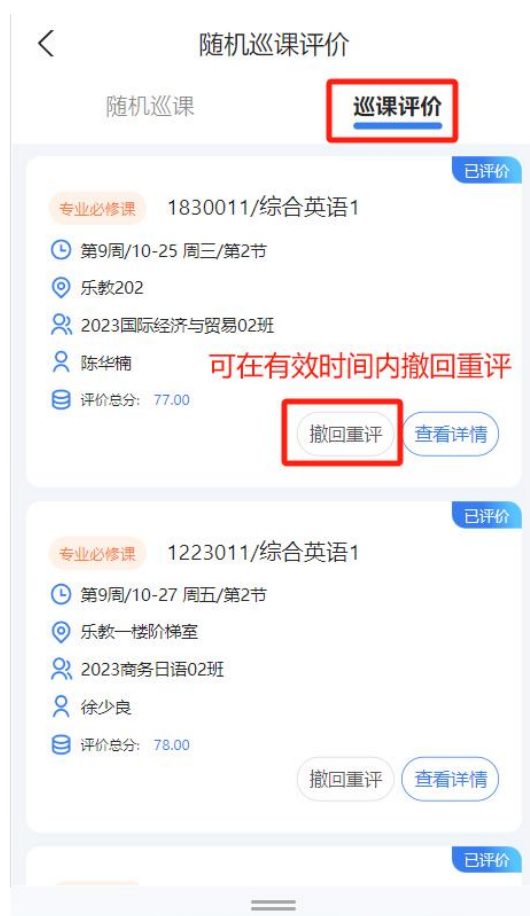 随机巡课评价
随机巡课 巡课评价
已评价
专业必修课 1830011/综合英语1
第9周/10-25 周三/第2节
乐教202
2023国际经济与贸易02班
陈华楠
可在有效时间内撤回重评
评价总分: 77.00
撤回重评 查看详情
已评价
专业必修课 1223011/综合英语1
第9周/10-27 周五/第2节
乐教一楼阶梯室
2023商务日语02班
徐少良
评价总分: 78.00
撤回重评 查看详情
已评价